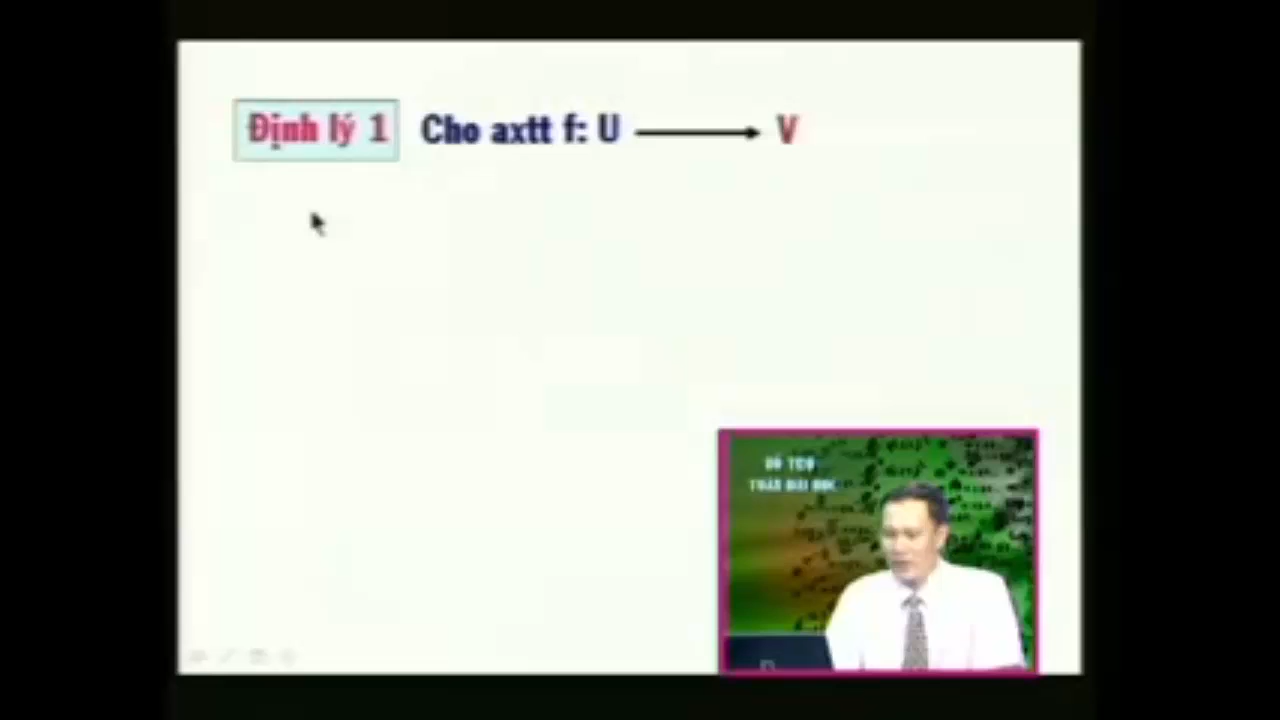 Định lý 1 Cho axtt f: U ⟶ V